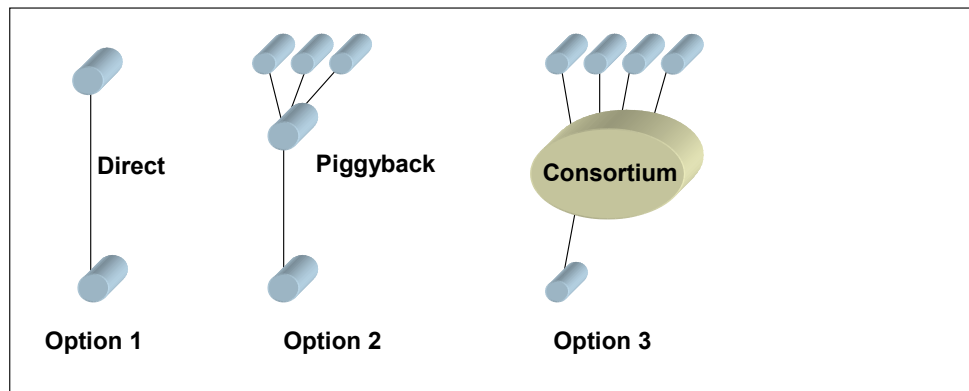 Direct
Piggyback
Consortium
Option 1
Option 2
Option 3